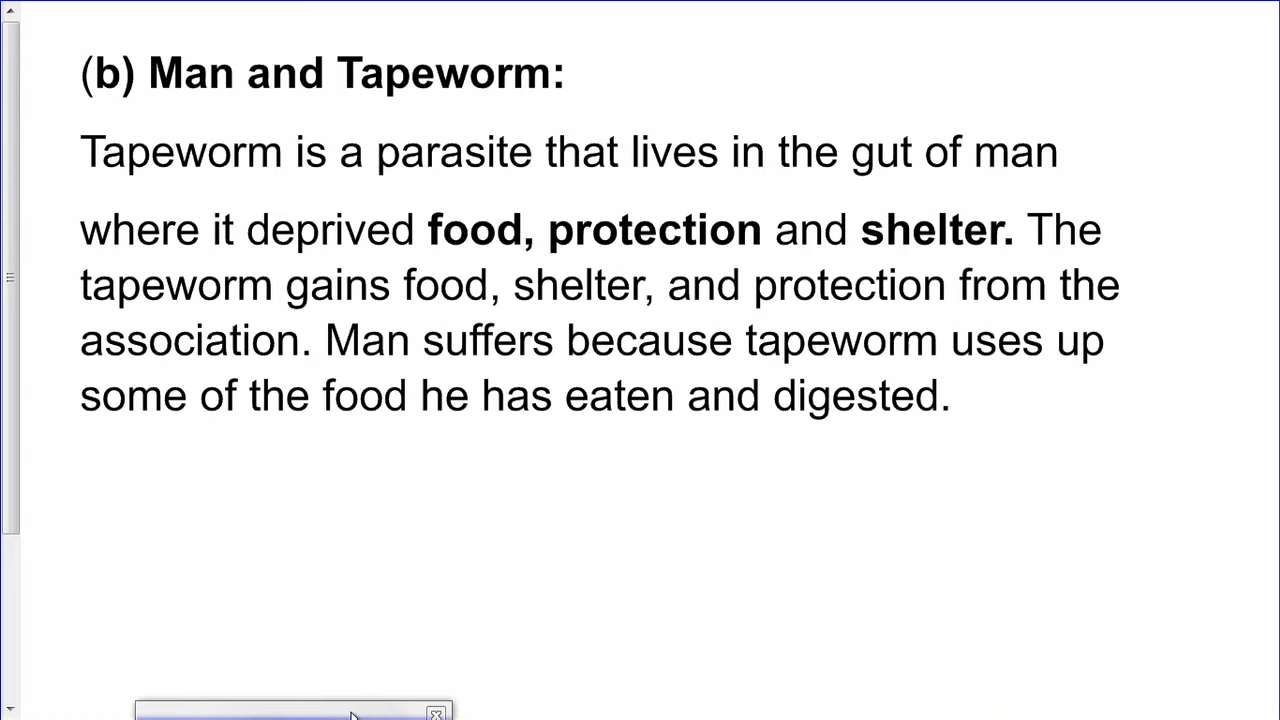 (b) Man and Tapeworm:
Tapeworm is a parasite that lives in the gut of man
where it deprived food, protection and shelter. The
tapeworm gains food, shelter, and protection from the
association. Man suffers because tapeworm uses up
some of the food he has eaten and digested.